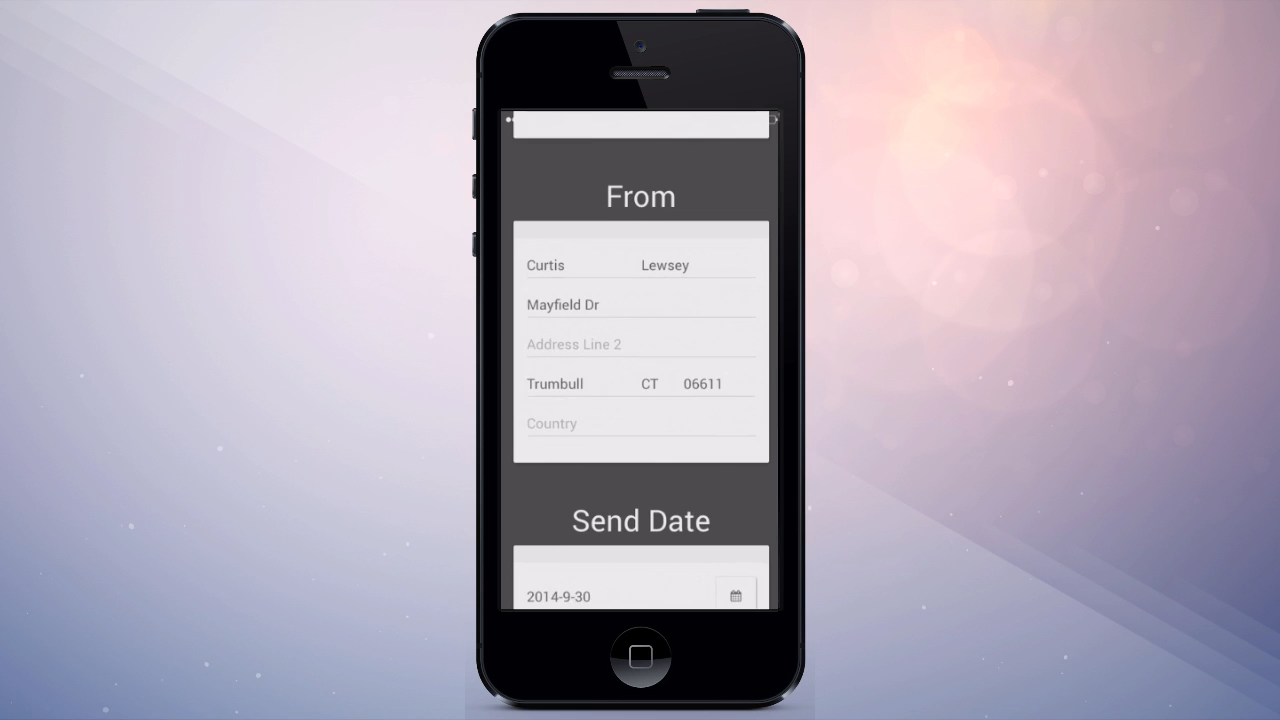 From
Curtis Lewsey
Mayfield Dr
Address Line 2
Trumbull CT 06611
Country
Send Date
2014-9-30